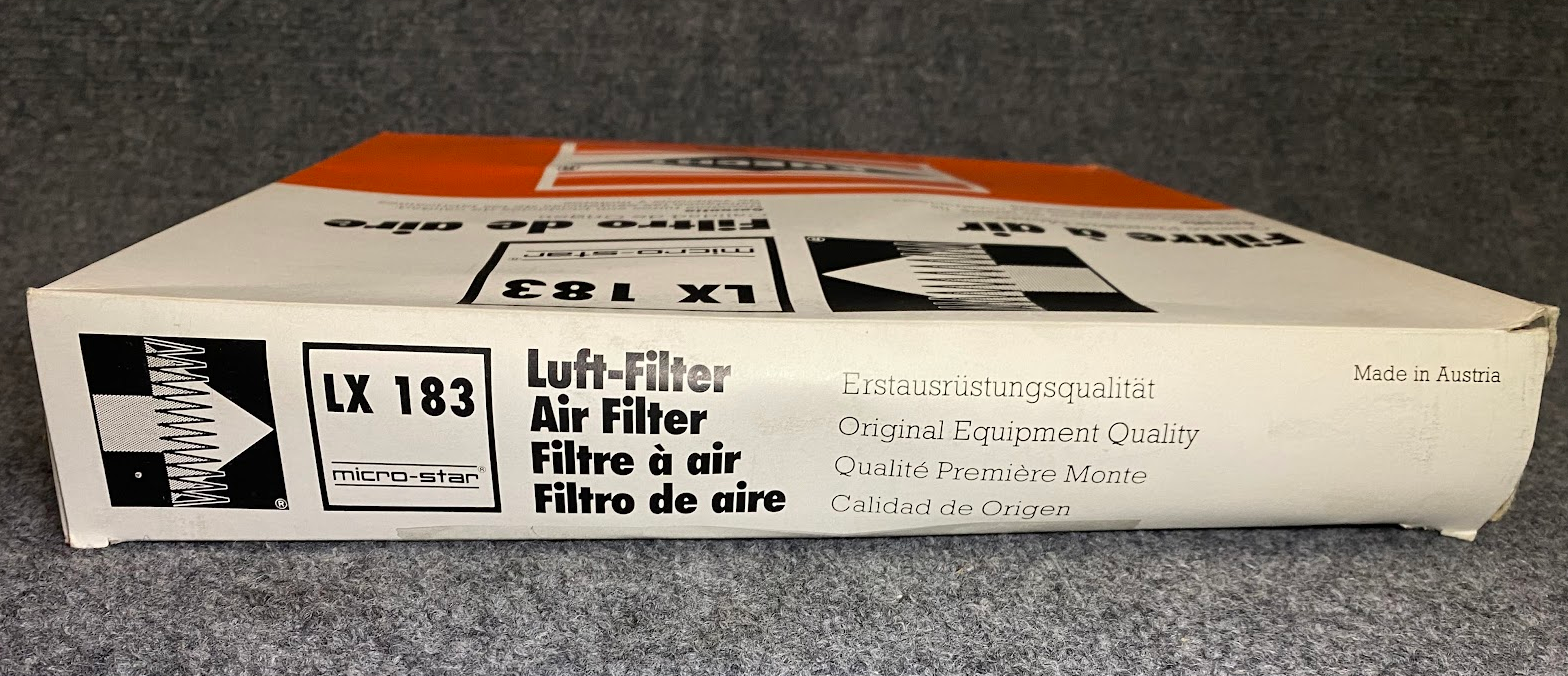 Filtre à air
Filtro de aire
micro-star®
LX 183
®
LX 183
micro-star®
Luft-Filter
Air Filter
Filtre à air
Filtro de aire
Erstausrüstungsqualität
Original Equipment Quality
Qualité Première Monte
Calidad de Origen
Made in Austria
®